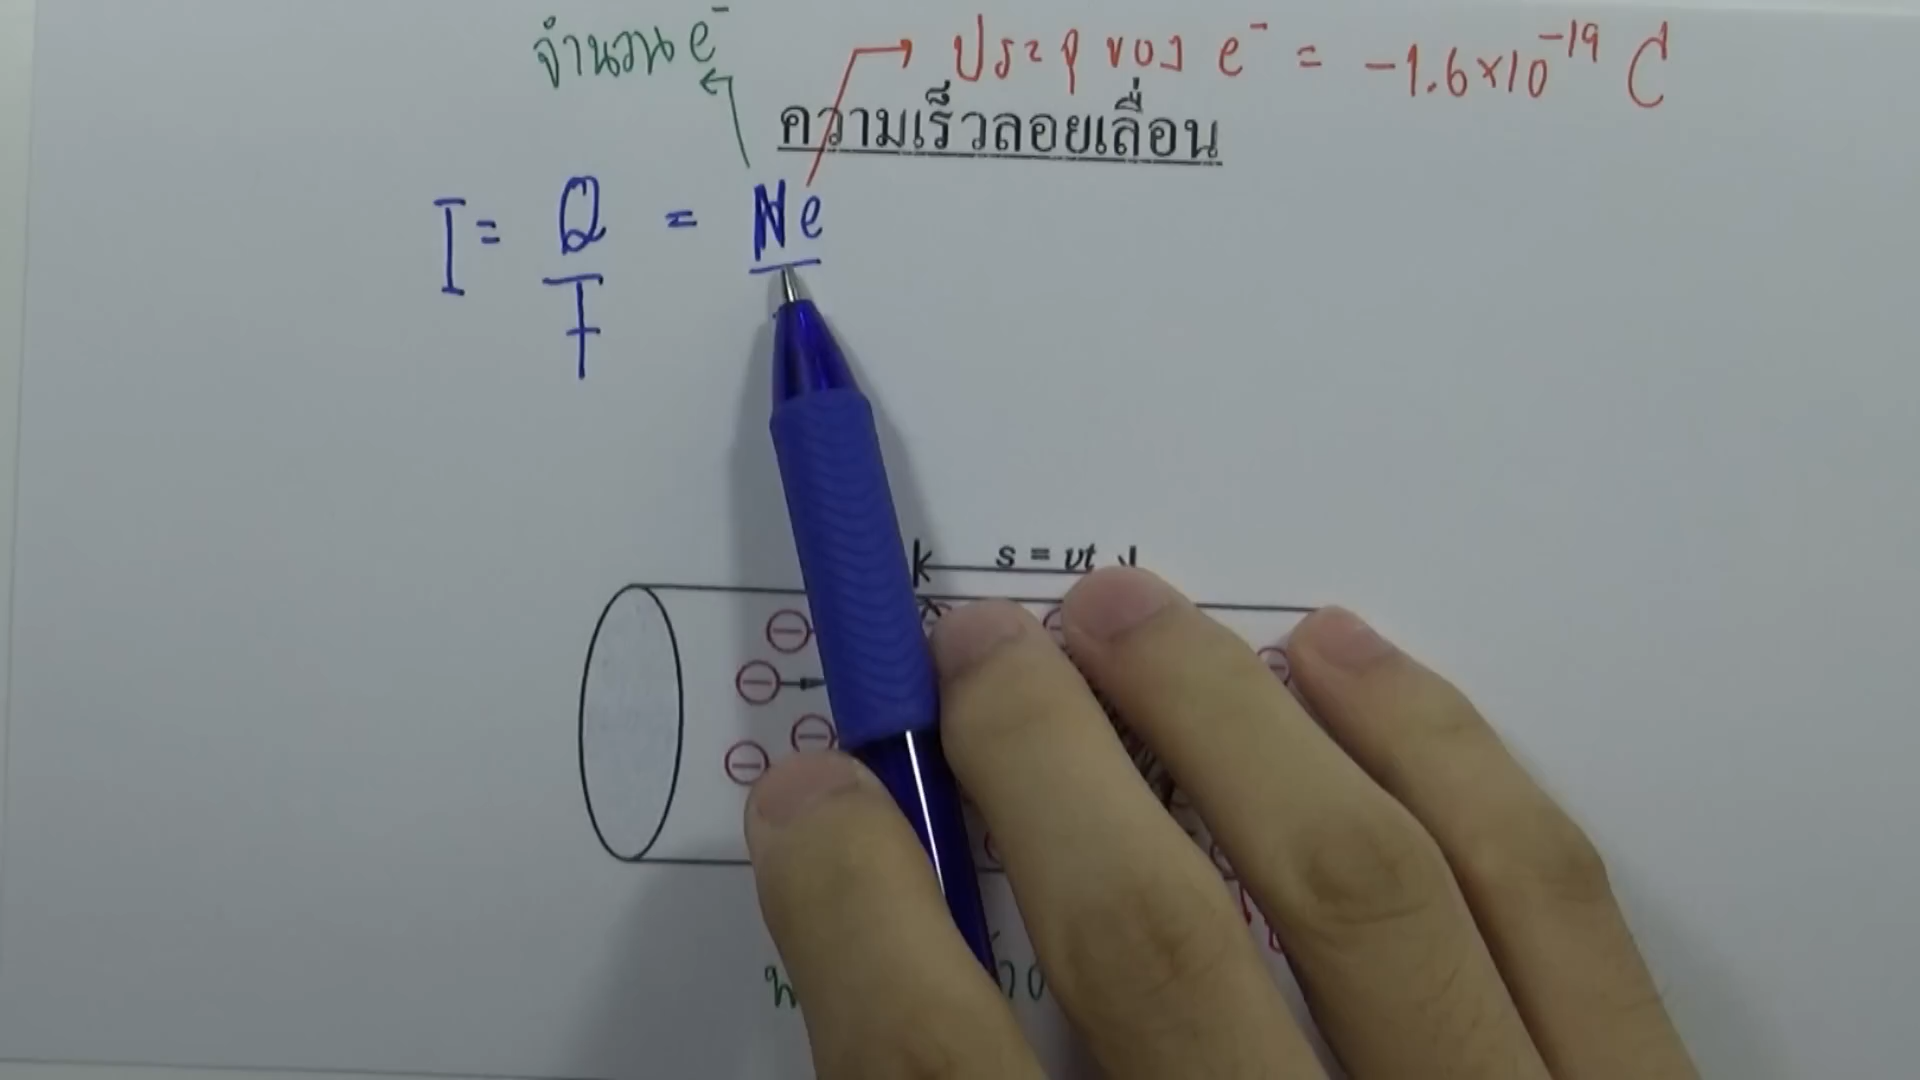 จำนวน e⁻
ประจุ ของ e⁻ = -1.6×10⁻¹⁹ C
ความเร็วลอยเลื่อน
I = Q/t = Ne
s = vt